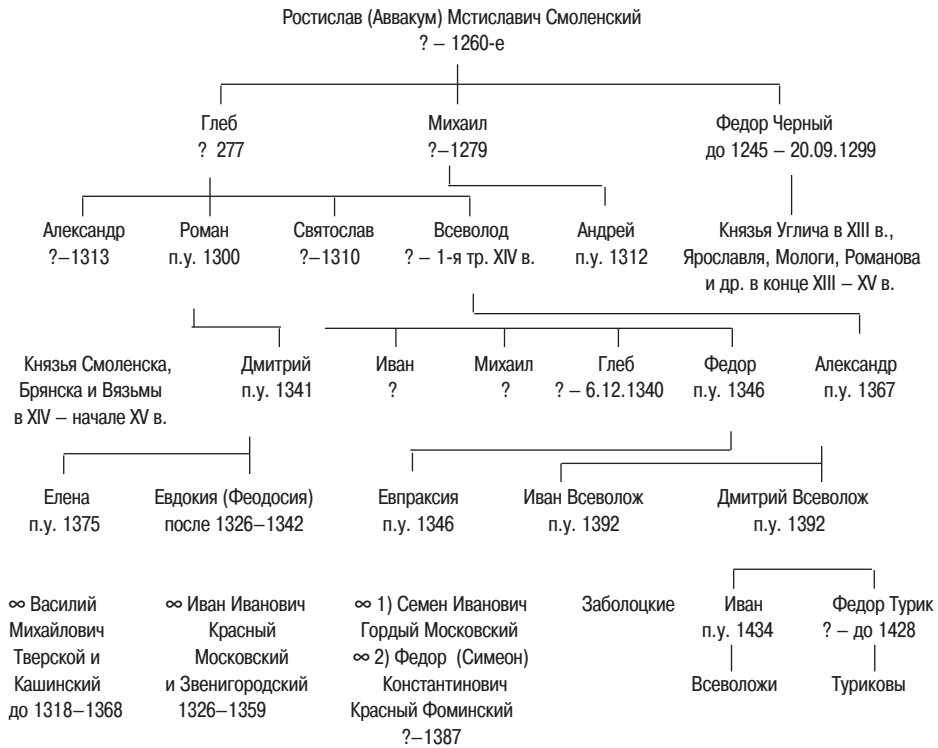 Ростислав (Аввакум) Мстиславич Смоленский
? – 1260-е
Глеб Михаил Федор Черный
? 277 ?–1279 до 1245 – 20.09.1299
Александр Роман Святослав Всеволод Андрей Князья Углича в XIII в.,
?–1313 п.у. 1300 ?–1310 ? – 1-я тр. XIV в. п.у. 1312 Ярославля, Мологи, Романова
и др. в конце XIII – XV в.
Князья Смоленска, Дмитрий Иван Михаил Глеб Федор Александр
Брянска и Вязьмы п.у. 1341 ? ? ? – 6.12.1340 п.у. 1346 п.у. 1367
в XIV – начале XV в.
Елена Евдокия (Феодосия) Евпраксия Иван Всеволож Дмитрий Всеволож
п.у. 1375 после 1326–1342 п.у. 1346 п.у. 1392 п.у. 1392
∞ Василий ∞ Иван Иванович ∞ 1) Семен Иванович Заболоцкие Иван Федор Турик
Михайлович Красный Гордый Московский п.у. 1434 ? – до 1428
Тверской и Московский ∞ 2) Федор (Симеон)
Кашинский и Звенигородский Константинович Всеволожи Туриковы
до 1318–1368 1326–1359 Красный Фоминский
?–1387